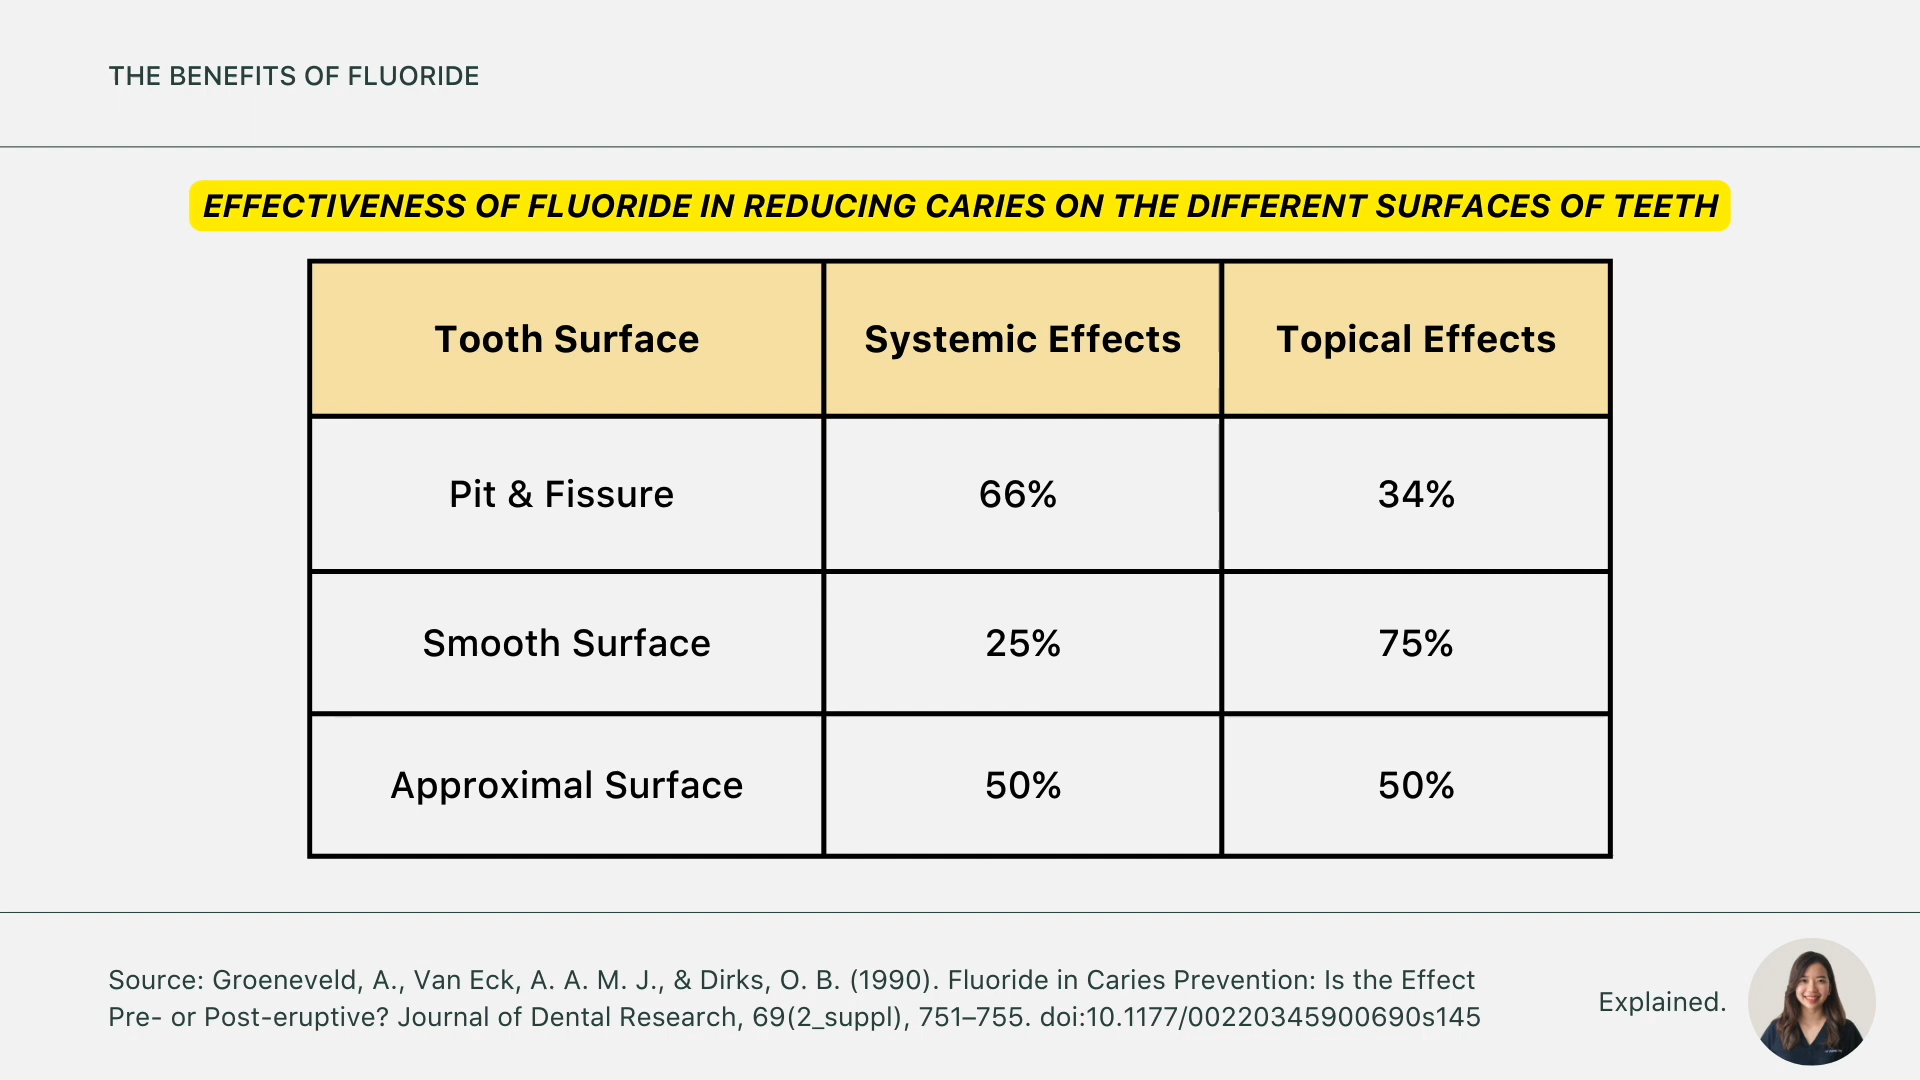 THE BENEFITS OF FLUORIDE
EFFECTIVENESS OF FLUORIDE IN REDUCING CARIES ON THE DIFFERENT SURFACES OF TEETH
Tooth Surface Systemic Effects Topical Effects
Pit & Fissure 66% 34%
Smooth Surface 25% 75%
Approximal Surface 50% 50%
Source: Groeneveld, A., Van Eck, A. A. M. J., & Dirks, O. B. (1990). Fluoride in Caries Prevention: Is the Effect
Pre- or Post-eruptive? Journal of Dental Research, 69(2_suppl), 751–755. doi:10.1177/00220345900690s145
Explained.